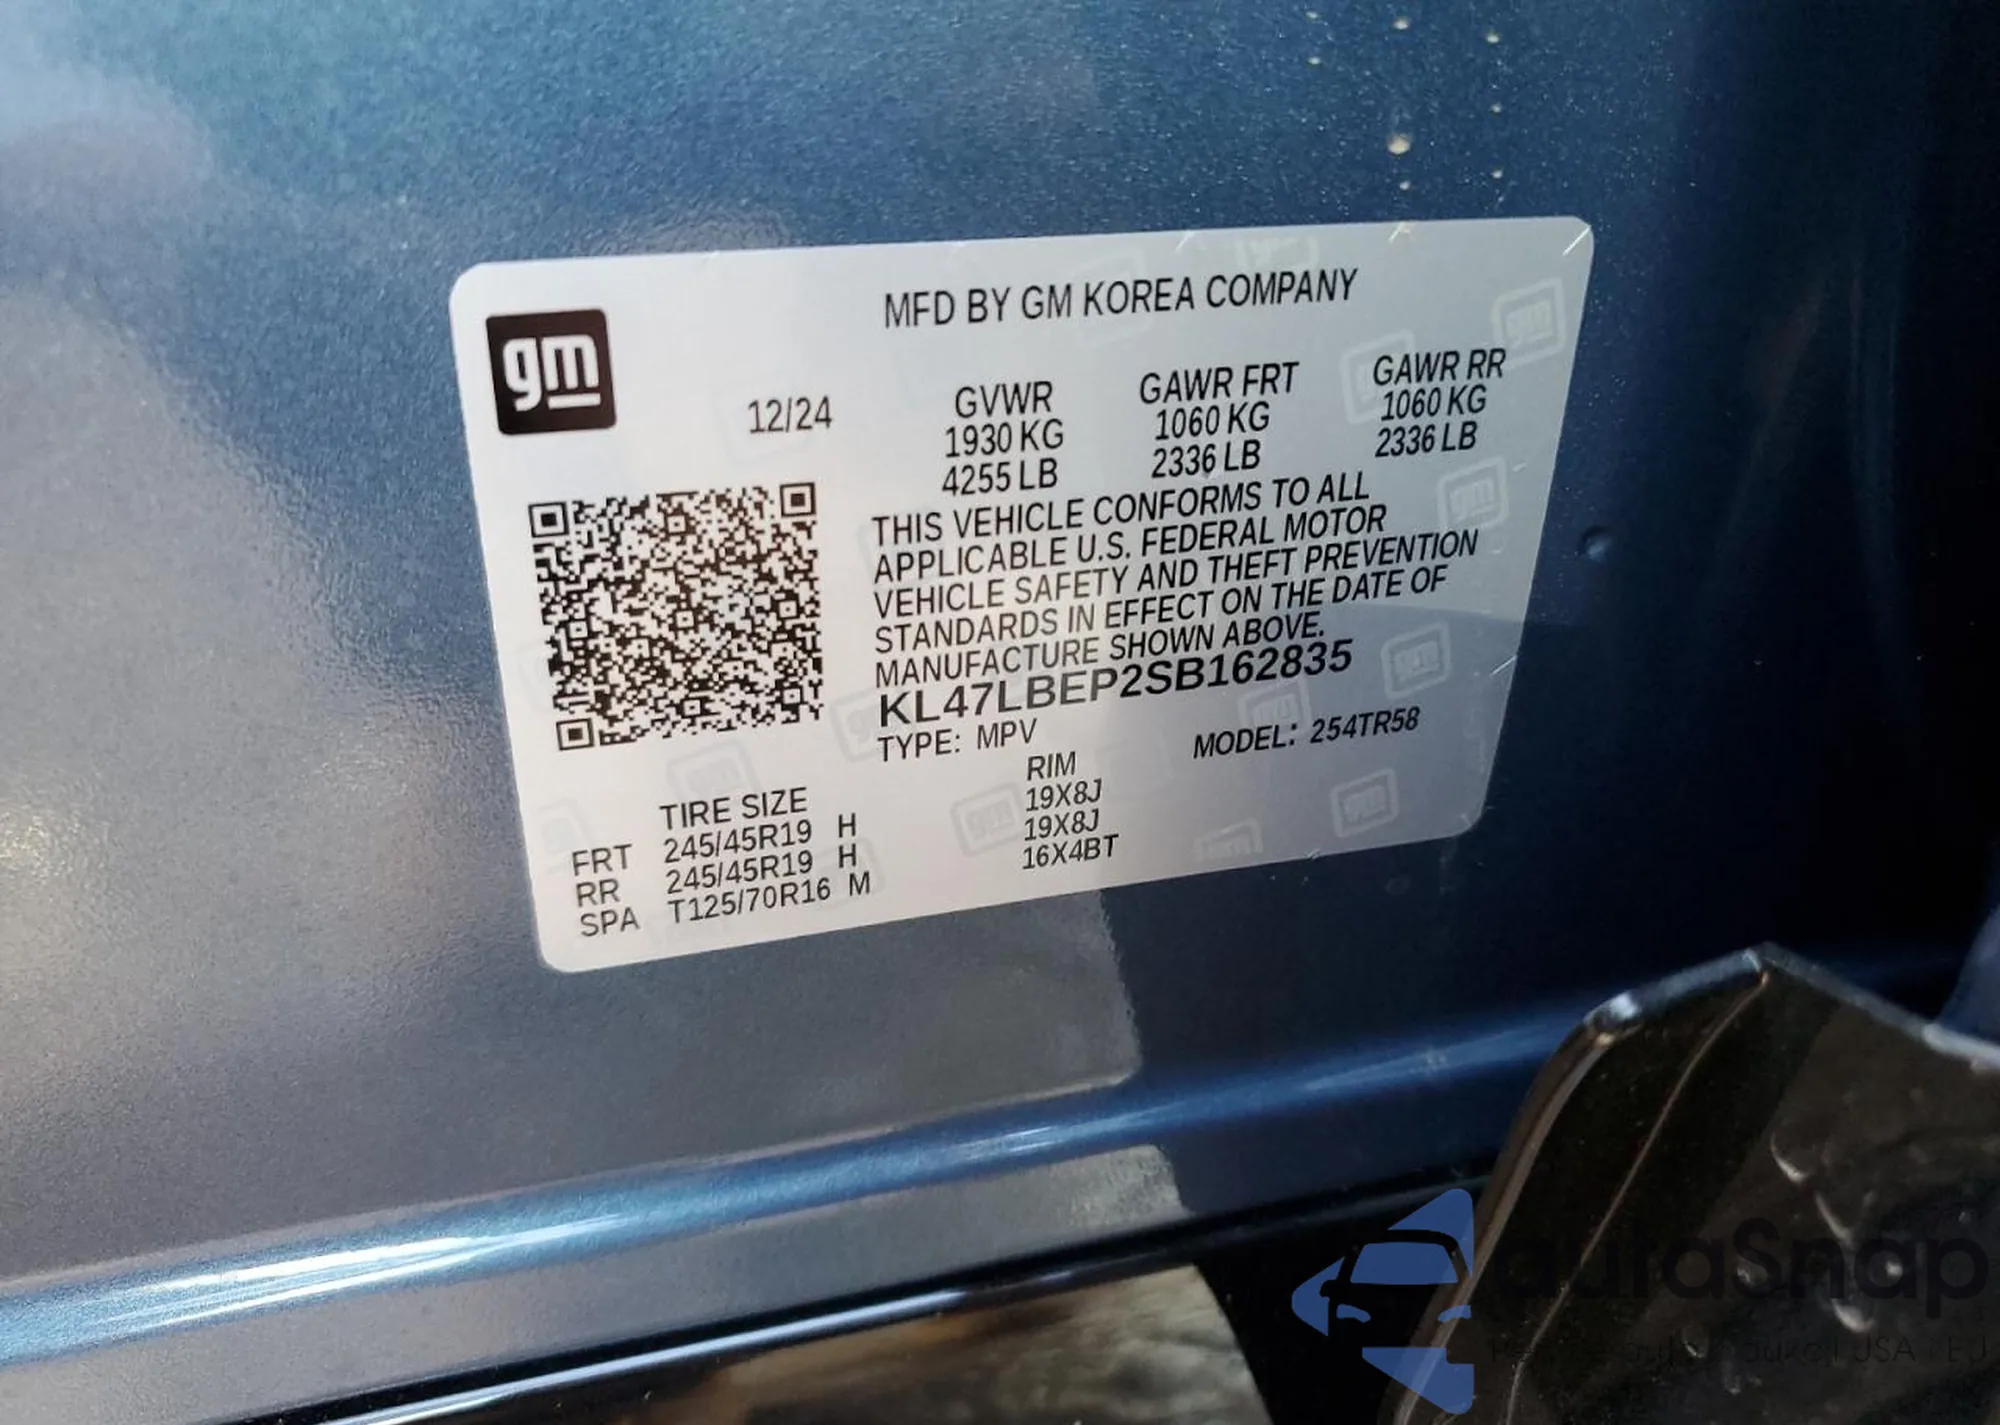 gm
MFD BY GM KOREA COMPANY
12/24
GVWR GAWR FRT GAWR RR
1930 KG 1060 KG 1060 KG
4255 LB 2336 LB 2336 LB
THIS VEHICLE CONFORMS TO ALL
APPLICABLE U.S. FEDERAL MOTOR
VEHICLE SAFETY AND THEFT PREVENTION
STANDARDS IN EFFECT ON THE DATE OF
MANUFACTURE SHOWN ABOVE.
KL47LBEP2SB162835
TYPE: MPV MODEL: 254TR58
TIRE SIZE RIM
FRT 245/45R19 H 19X8J
RR 245/45R19 H 19X8J
SPA T125/70R16 M 16X4BT
auraSnap
USA